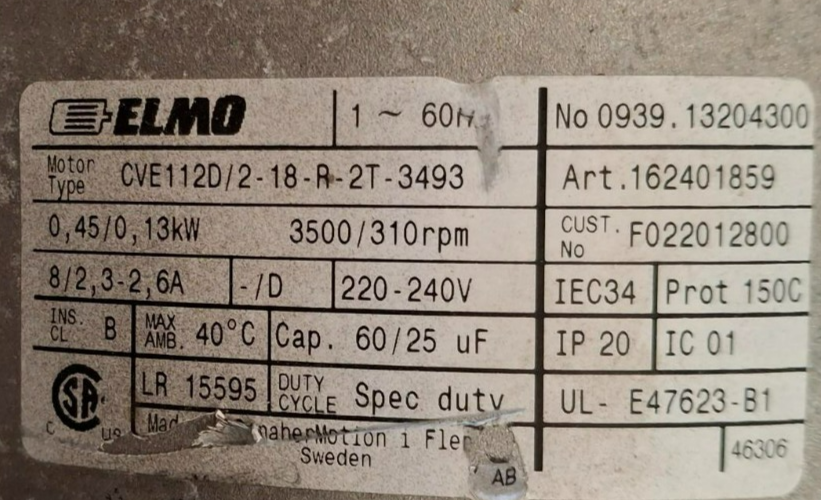 ELMO 1 ~ 60Hz No 0939.13204300
Motor Type CVE112D/2-18-R-2T-3493 Art.162401859
0,45/0,13kW 3500/310rpm CUST. No F022012800
8/2,3-2,6A -/D 220-240V IEC34 Prot 150C
INS. CL B MAX AMB. 40°C Cap. 60/25 uF IP 20 IC 01
SA LR 15595 DUTY CYCLE Spec duty UL- E47623-B1
C US
Motion i Sweden 46306
AB